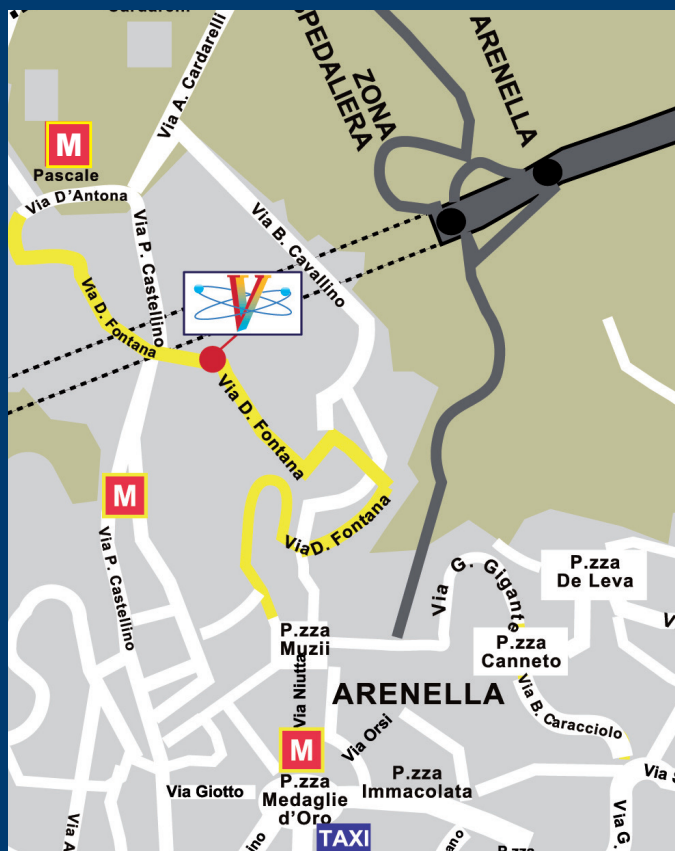 ZONA
OSPEDALIERA
ARENELLA
Via A. Cardarelli
M
Pascale
Via D'Antona
Via P. Castellino
Via B. Cavallino
V
Via D. Fontana
Via D. Fontana
M
Via D. Fontana
Via P. Castellino
Via G. Gigante
P.zza
De Leva
P.zza
Muzii
P.zza
Canneto
Via Niutta
ARENELLA
Via B. Caracciolo
Via Orsi
M
Via Giotto
P.zza
Medaglie
d'Oro
P.zza
Immacolata
Via G.
TAXI